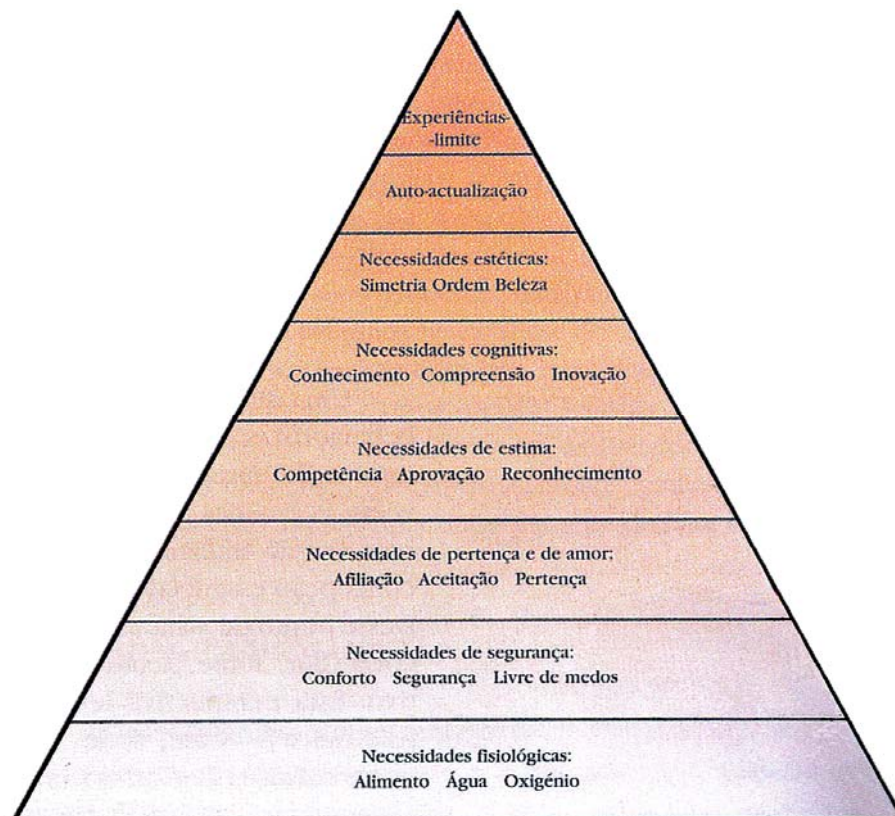 Experiências-
-limite
Auto-actualização
Necessidades estéticas:
Simetria Ordem Beleza
Necessidades cognitivas:
Conhecimento Compreensão Inovação
Necessidades de estima:
Competência Aprovação Reconhecimento
Necessidades de pertença e de amor:
Afiliação Aceitação Pertença
Necessidades de segurança:
Conforto Segurança Livre de medos
Necessidades fisiológicas:
Alimento Água Oxigénio